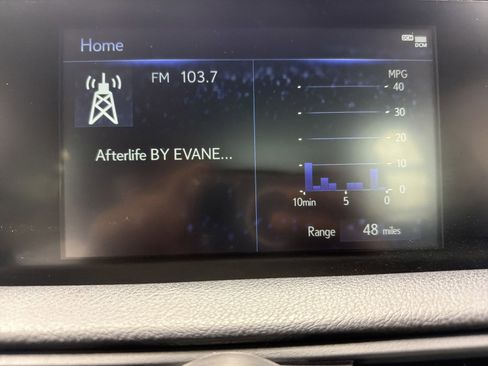 Home
DCM
DCM
FM 103.7
Afterlife BY EVANE...
MPG
40
30
20
10
0
10min 5 0
Range 48 miles